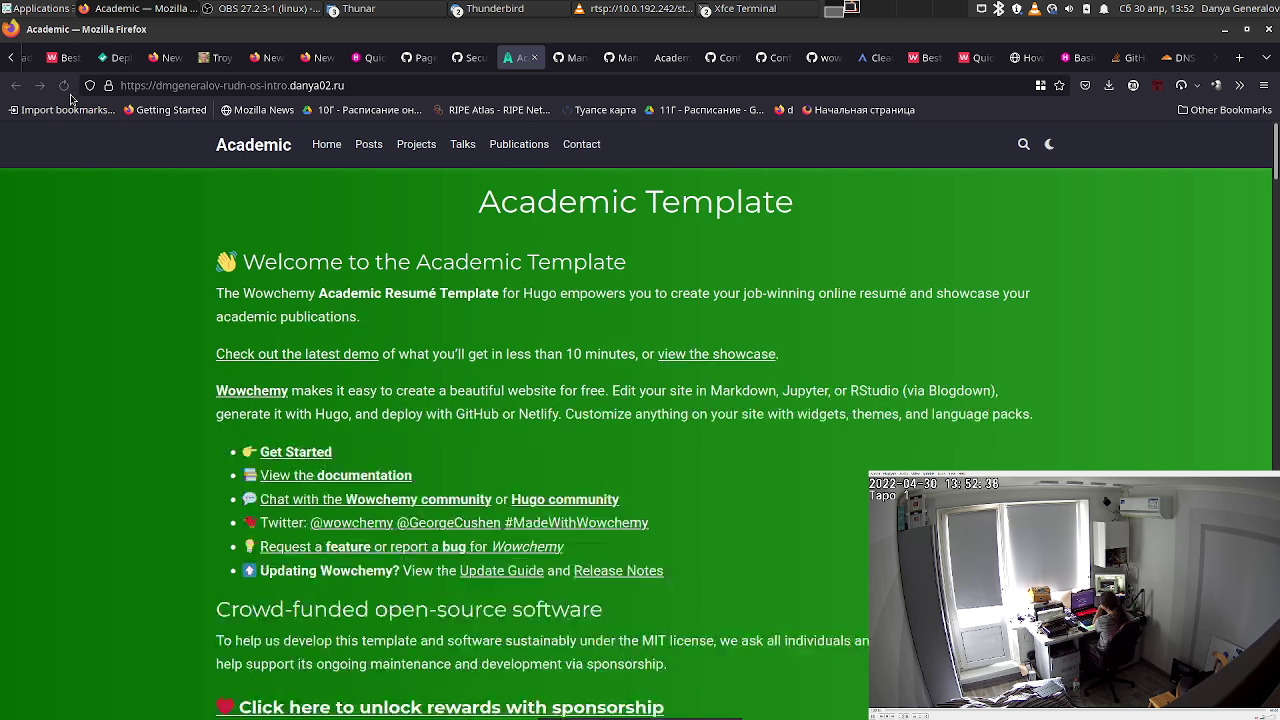 Applications
Academic — Mozilla ...
OBS 27.2.3-1 (linux) -...
3 Thunar
2 Thunderbird
rtsp://10.0.192.242/st...
2 Xfce Terminal
DNS
Сб 30 апр, 13:52
Danya Generalov
Academic — Mozilla Firefox
Best
Depl
New
Troy
New
New
Quic
Page
Secu
Ac
Man
Man
Academ
Conf
Conf
wow
Acade
Best
Quic
How
Basic
GitH
Disp
https://dmgeneralov-rudn-os-intro.danya02.ru
Import bookmarks...
Getting Started
Mozilla News
10Г - Расписание он...
RIPE Atlas - RIPE Net...
Туапсе карта
11Г - Расписание - G...
d
Начальная страница
Other Bookmarks
Academic
Home
Posts
Projects
Talks
Publications
Contact
Academic Template
👋 Welcome to the Academic Template
The Wowchemy Academic Resumé Template for Hugo empowers you to create your job-winning online resumé and showcase your
academic publications.
Check out the latest demo of what you'll get in less than 10 minutes, or view the showcase.
Wowchemy makes it easy to create a beautiful website for free. Edit your site in Markdown, Jupyter, or RStudio (via Blogdown),
generate it with Hugo, and deploy with GitHub or Netlify. Customize anything on your site with widgets, themes, and language packs.
• 👉 Get Started
• 📚 View the documentation
• 💬 Chat with the Wowchemy community or Hugo community
• 🐦 Twitter: @wowchemy @GeorgeCushen #MadeWithWowchemy
• 💡 Request a feature or report a bug for Wowchemy
• ⬆️ Updating Wowchemy? View the Update Guide and Release Notes
Crowd-funded open-source software
To help us develop this template and software sustainably under the MIT license, we ask all individuals an
help support its ongoing maintenance and development via sponsorship.
❤️ Click here to unlock rewards with sponsorship
2022-04-30 13:52:36
Tapo 1